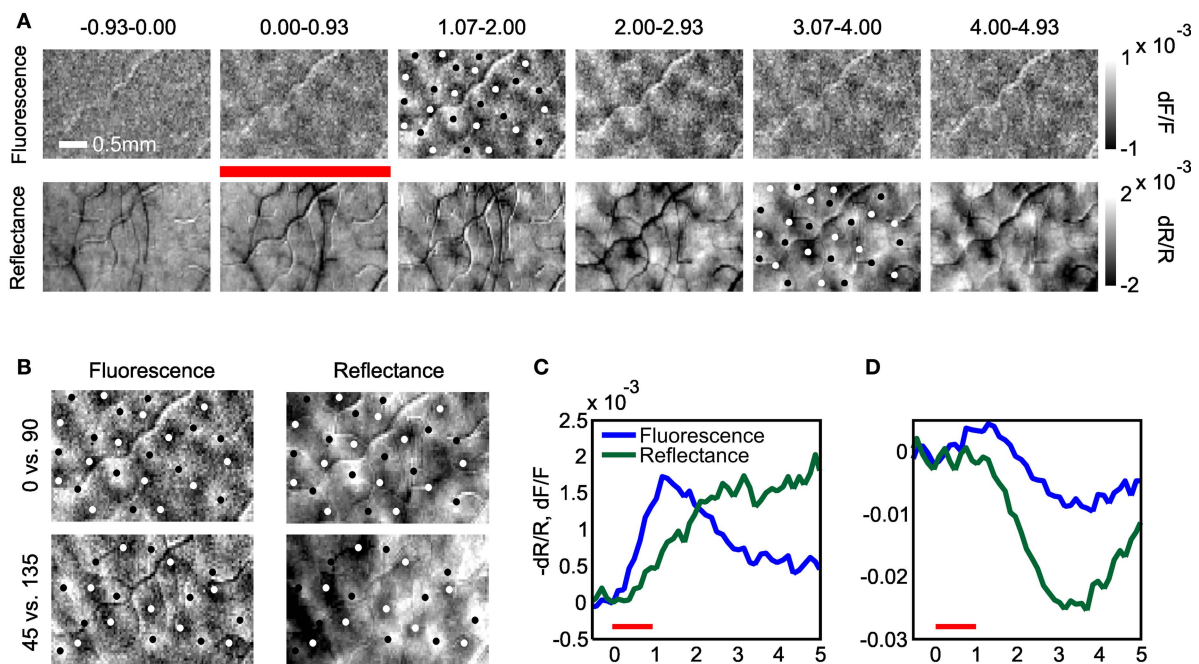 A
-0.93-0.00 0.00-0.93 1.07-2.00 2.00-2.93 3.07-4.00 4.00-4.93
Fluorescence
0.5mm
x 10-3
1
dF/F
-1
Reflectance
x 10-3
2
dR/R
-2
B
Fluorescence Reflectance
0 vs. 90
45 vs. 135
C
x 10-3
-dR/R, dF/F
2.5
2
1.5
1
0.5
0
-0.5
Fluorescence
Reflectance
0 1 2 3 4 5
D
0
-0.01
-0.02
-0.03
0 1 2 3 4 5